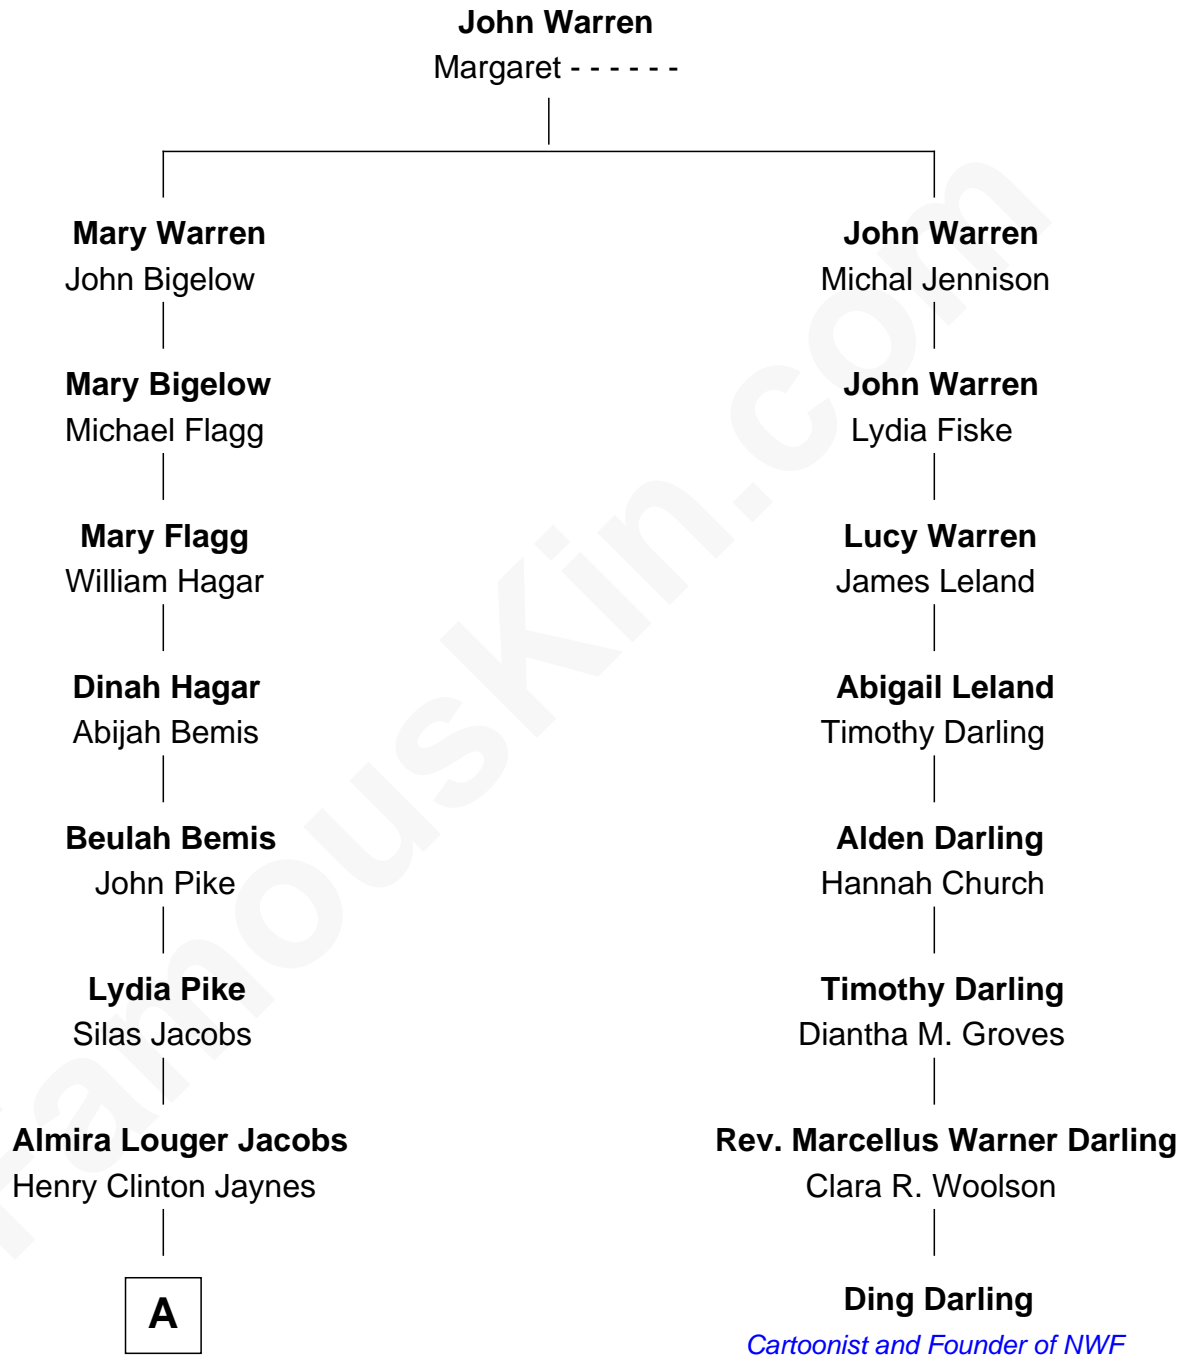 John Warren
Margaret - - - - - -
Mary Warren
John Bigelow
John Warren
Michal Jennison
Mary Bigelow
Michael Flagg
John Warren
Lydia Fiske
Mary Flagg
William Hagar
Lucy Warren
James Leland
Dinah Hagar
Abijah Bemis
Abigail Leland
Timothy Darling
Beulah Bemis
John Pike
Alden Darling
Hannah Church
Lydia Pike
Silas Jacobs
Timothy Darling
Diantha M. Groves
Almira Louger Jacobs
Henry Clinton Jaynes
Rev. Marcellus Warner Darling
Clara R. Woolson
A
Ding Darling
Cartoonist and Founder of NWF
FamousKin.com